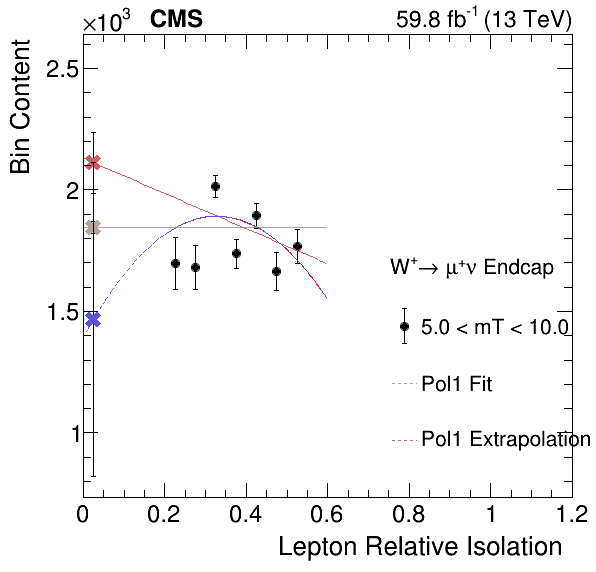 ×10³ CMS 59.8 fb⁻¹ (13 TeV)
Bin Content
2.5
2
1.5
1
W⁺→ μ⁺ν Endcap
5.0 < mT < 10.0
Pol1 Fit
Pol1 Extrapolation
0 0.2 0.4 0.6 0.8 1 1.2
Lepton Relative Isolation